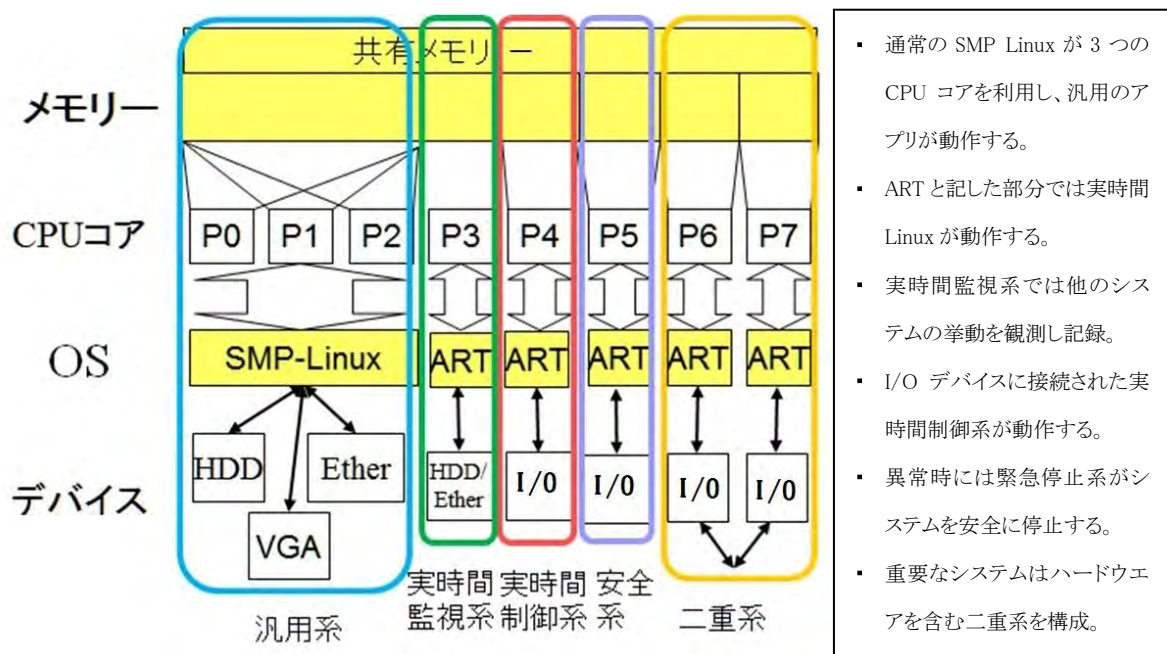 共有メモリー
メモリー
CPUコア
P0 P1 P2 P3 P4 P5 P6 P7
OS
SMP-Linux
ART ART ART ART ART
デバイス
HDD
Ether
VGA
HDD/
Ether
I/0
I/0
I/0
I/0
汎用系
実時間
監視系
実時間
制御系
安全
系
二重系
▪ 通常の SMP Linux が 3 つの
CPU コアを利用し、汎用のア
プリが動作する。
▪ ART と記した部分では実時間
Linux が動作する。
▪ 実時間監視系では他のシス
テムの挙動を観測し記録。
▪ I/O デバイスに接続された実
時間制御系が動作する。
▪ 異常時には緊急停止系がシ
ステムを安全に停止する。
▪ 重要なシステムはハードウエ
アを含む二重系を構成。